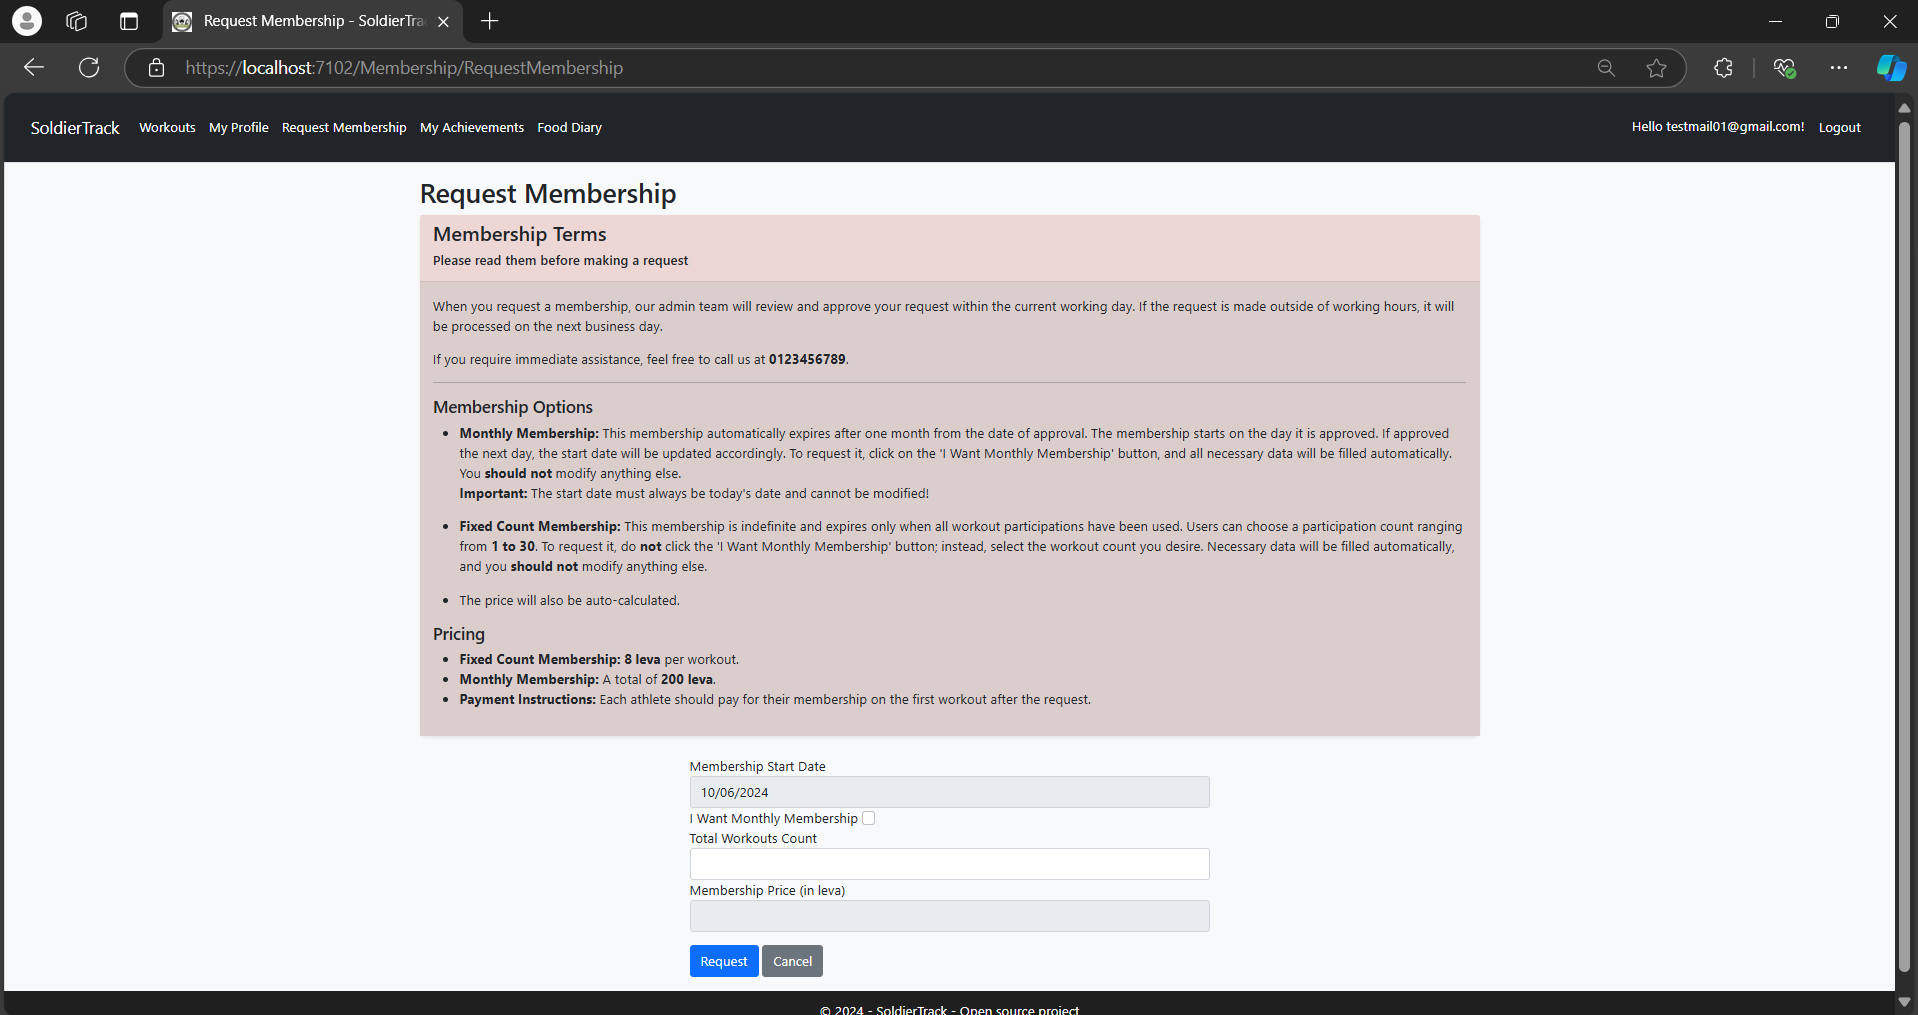 Request Membership - SoldierTra
https://localhost:7102/Membership/RequestMembership
SoldierTrack Workouts My Profile Request Membership My Achievements Food Diary Hello testmail01@gmail.com! Logout
Request Membership
Membership Terms
Please read them before making a request
When you request a membership, our admin team will review and approve your request within the current working day. If the request is made outside of working hours, it will
be processed on the next business day.
If you require immediate assistance, feel free to call us at 0123456789.
Membership Options
• Monthly Membership: This membership automatically expires after one month from the date of approval. The membership starts on the day it is approved. If approved
the next day, the start date will be updated accordingly. To request it, click on the 'I Want Monthly Membership' button, and all necessary data will be filled automatically.
You should not modify anything else.
Important: The start date must always be today's date and cannot be modified!
• Fixed Count Membership: This membership is indefinite and expires only when all workout participations have been used. Users can choose a participation count ranging
from 1 to 30. To request it, do not click the 'I Want Monthly Membership' button; instead, select the workout count you desire. Necessary data will be filled automatically,
and you should not modify anything else.
• The price will also be auto-calculated.
Pricing
• Fixed Count Membership: 8 leva per workout.
• Monthly Membership: A total of 200 leva.
• Payment Instructions: Each athlete should pay for their membership on the first workout after the request.
Membership Start Date
10/06/2024
I Want Monthly Membership
Total Workouts Count
Membership Price (in leva)
Request Cancel
© 2024 - SoldierTrack - Open source project